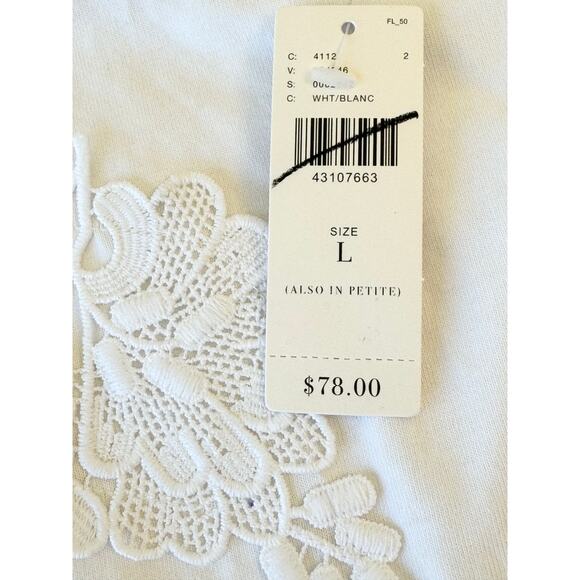 FL_50
C: 4112 2
V:
S:
C: WHT/BLANC
43107663
SIZE
L
(ALSO IN PETITE)
$78.00